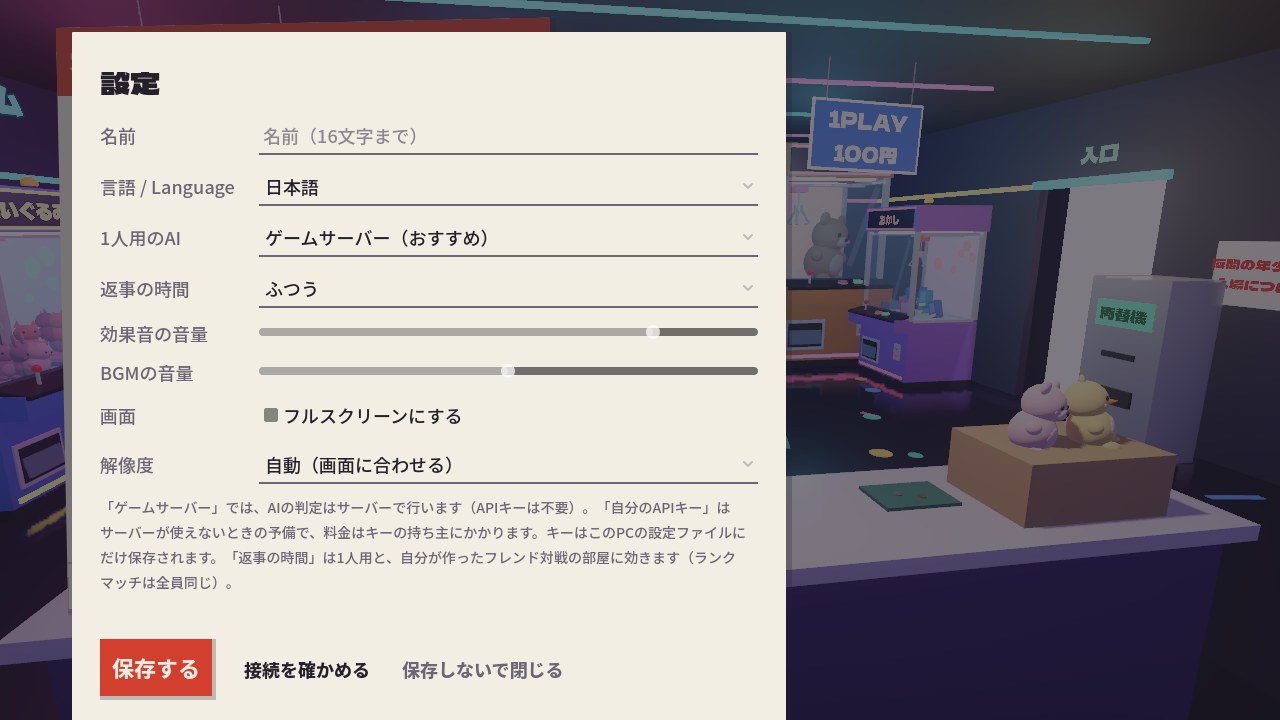 設定
名前
名前（16文字まで）
言語 / Language
日本語
1人用のAI
ゲームサーバー（おすすめ）
返事の時間
ふつう
効果音の音量
BGMの音量
画面
フルスクリーンにする
解像度
自動（画面に合わせる）
「ゲームサーバー」では、AIの判定はサーバーで行います（APIキーは不要）。「自分のAPIキー」は
サーバーが使えないときの予備で、料金はキーの持ち主にかかります。キーはこのPCの設定ファイルに
だけ保存されます。「返事の時間」は1人用と、自分が作ったフレンド対戦の部屋に効きます（ランク
マッチは全員同じ）。
保存する
接続を確かめる
保存しないで閉じる
1PLAY
100円
入口
おかし
両替機